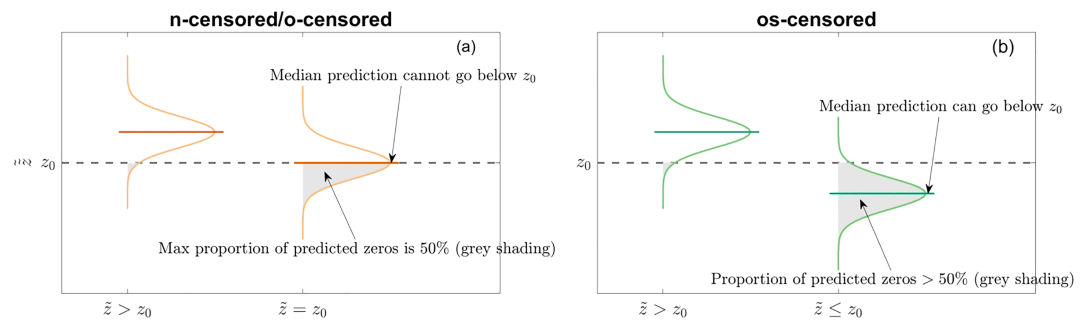 n-censored/o-censored
(a)
Median prediction cannot go below z₀
z̃̃ z₀
Max proportion of predicted zeros is 50% (grey shading)
z̃ > z₀
z̃ = z₀
os-censored
(b)
Median prediction can go below z₀
z₀
Proportion of predicted zeros > 50% (grey shading)
z̃ > z₀
z̃ ≤ z₀